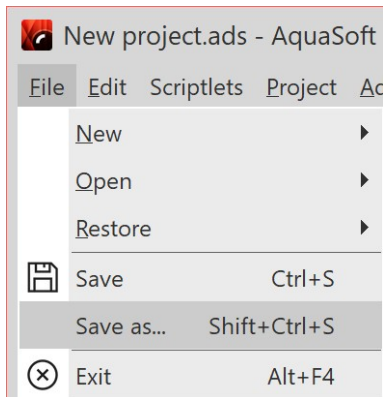 New project.ads - AquaSoft
File Edit Scriptlets Project
New
Open
Restore
Save Ctrl+S
Save as... Shift+Ctrl+S
Exit Alt+F4